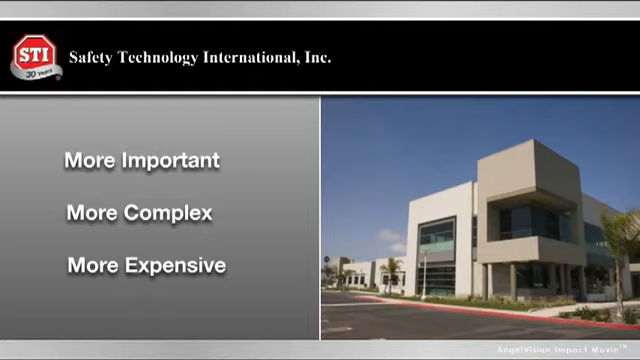 STI
30 Years
Safety Technology International, Inc.
More Important
More Complex
More Expensive
AngelVision Impact Movie™